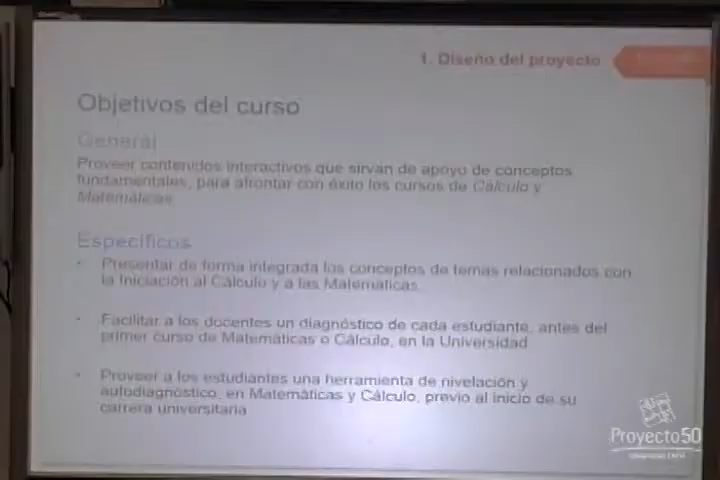 1. Diseño del proyecto
Objetivos del curso
General
Proveer contenidos interactivos que sirvan de apoyo de conceptos
fundamentales, para afrontar con éxito los cursos de Cálculo y
Matemáticas.
Específicos
• Presentar de forma integrada los conceptos de temas relacionados con
la Iniciación al Cálculo y a las Matemáticas.
• Facilitar a los docentes un diagnóstico de cada estudiante, antes del
primer curso de Matemáticas o Cálculo, en la Universidad
• Proveer a los estudiantes una herramienta de nivelación y
autodiagnóstico, en Matemáticas y Cálculo, previo al inicio de su
carrera universitaria
Proyecto50